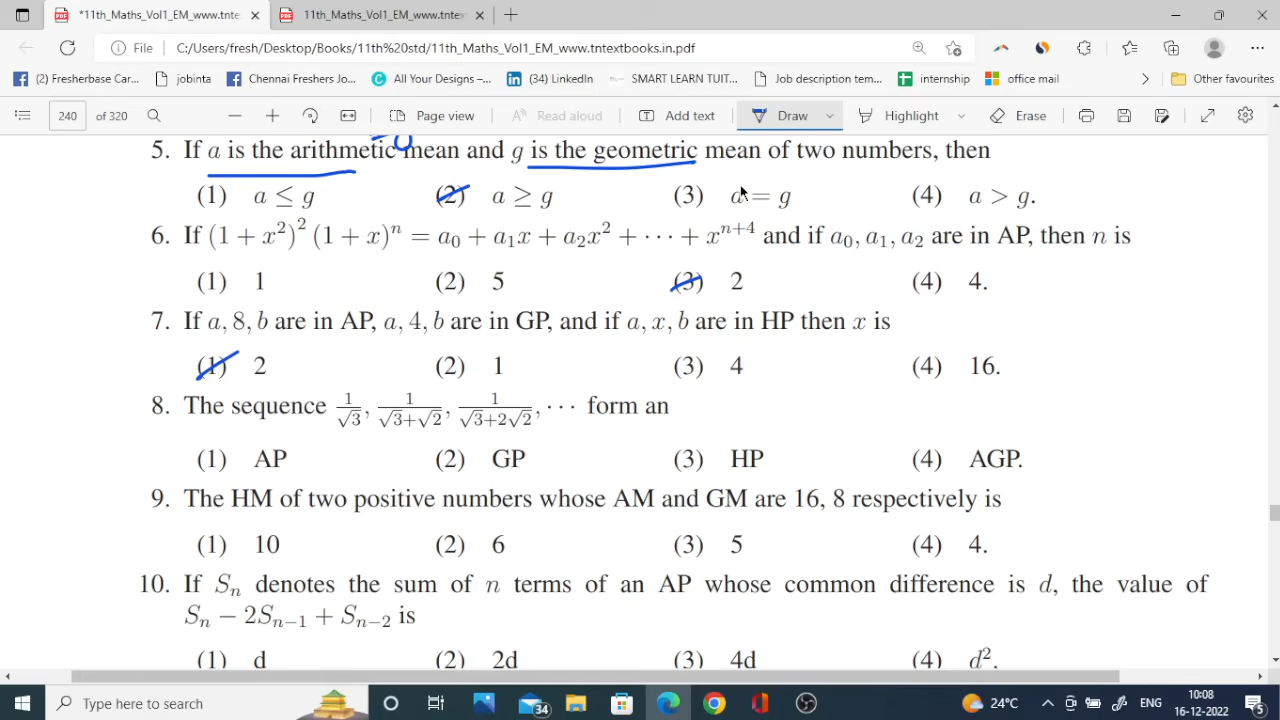 *11th_Maths_Vol1_EM_www.tnte: 11th_Maths_Vol1_EM_www.tntex
File C:/Users/fresh/Desktop/Books/11th%20std/11th_Maths_Vol1_EM_www.tntextbooks.in.pdf
(2) Fresherbase Car... jobinta Chennai Freshers Jo... All Your Designs –... (34) LinkedIn SMART LEARN TUIT... Job description tem... internship office mail Other favourites
240 of 320 Page view Read aloud Add text Draw Highlight Erase
5. If a is the arithmetic mean and g is the geometric mean of two numbers, then
(1) a ≤ g (2) a ≥ g (3) a = g (4) a > g.
6. If (1 + x²)² (1 + x)ⁿ = a₀ + a₁x + a₂x² + ⋯ + xⁿ⁺⁴ and if a₀, a₁, a₂ are in AP, then n is
(1) 1 (2) 5 (3) 2 (4) 4.
7. If a, 8, b are in AP, a, 4, b are in GP, and if a, x, b are in HP then x is
(1) 2 (2) 1 (3) 4 (4) 16.
8. The sequence 1/√3, 1/(√3+√2), 1/(√3+2√2), ⋯ form an
(1) AP (2) GP (3) HP (4) AGP.
9. The HM of two positive numbers whose AM and GM are 16, 8 respectively is
(1) 10 (2) 6 (3) 5 (4) 4.
10. If Sₙ denotes the sum of n terms of an AP whose common difference is d, the value of
Sₙ − 2Sₙ₋₁ + Sₙ₋₂ is
(1) d (2) 2d (3) 4d (4) d².
Type here to search 34 24°C ENG 10:08
16-12-2022 5